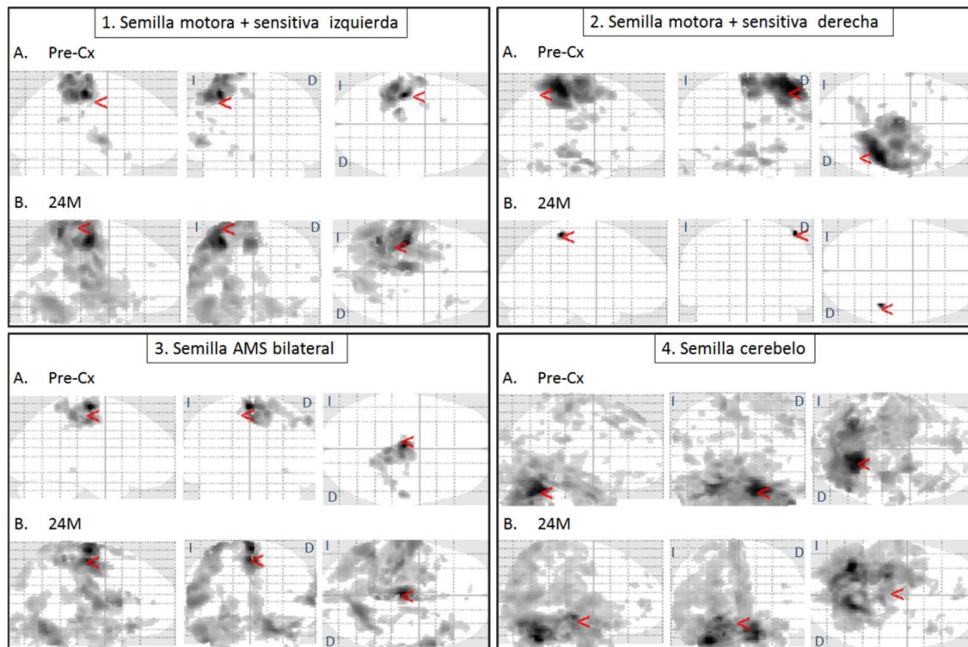 1. Semilla motora + sensitiva izquierda
A. Pre-Cx
I D
I
D
B. 24M
I D
I
D
2. Semilla motora + sensitiva derecha
A. Pre-Cx
I D
I
D
B. 24M
I D
I
D
3. Semilla AMS bilateral
A. Pre-Cx
I D
I
D
B. 24M
I D
I
D
4. Semilla cerebelo
A. Pre-Cx
I D
I
D
B. 24M
I D
I
D